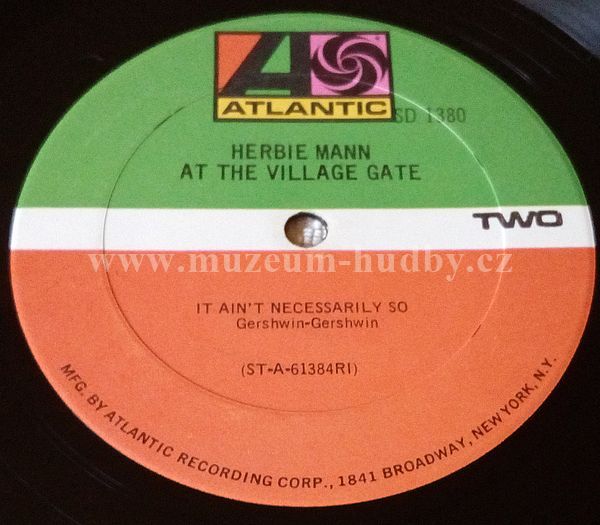 ATLANTIC
SD 1380
HERBIE MANN
AT THE VILLAGE GATE
TWO
www.muzeum-hudby.cz
IT AIN'T NECESSARILY SO
Gershwin-Gershwin
(ST-A-61384RI)
MFG. BY ATLANTIC RECORDING CORP., 1841 BROADWAY, NEW YORK, N.Y.